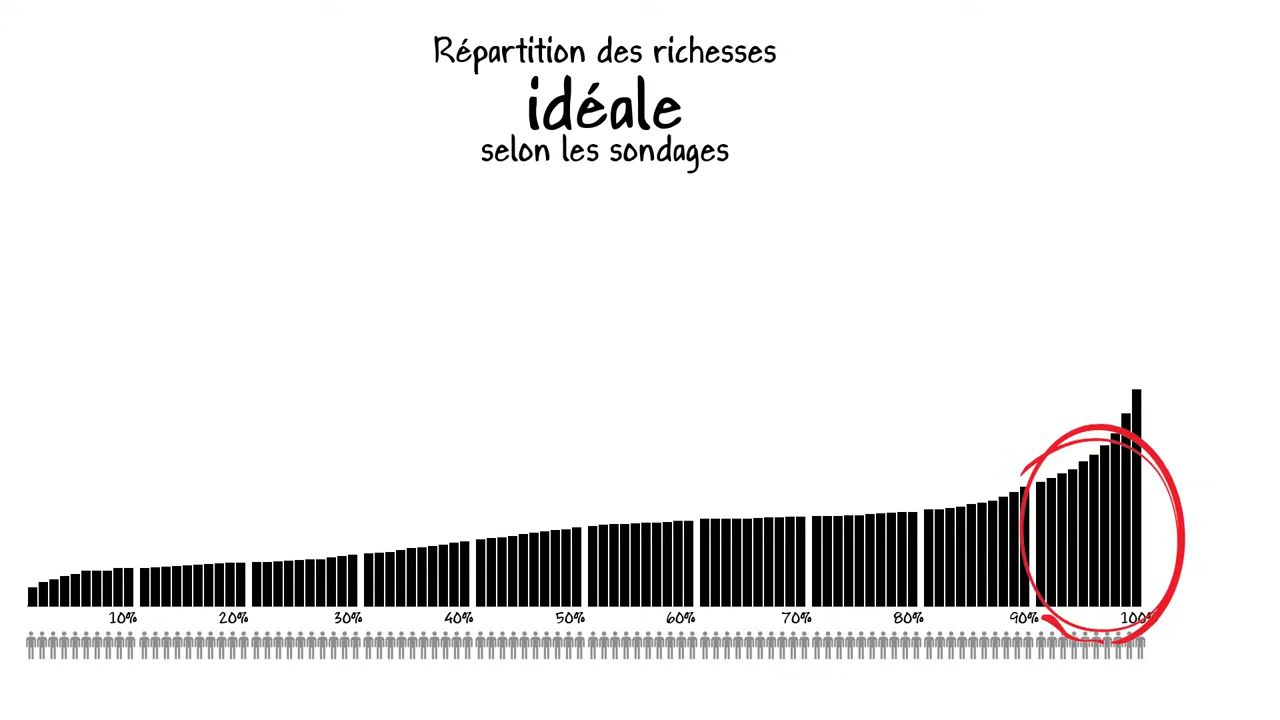 Répartition des richesses
idéale
selon les sondages
10% 20% 30% 40% 50% 60% 70% 80% 90% 100%